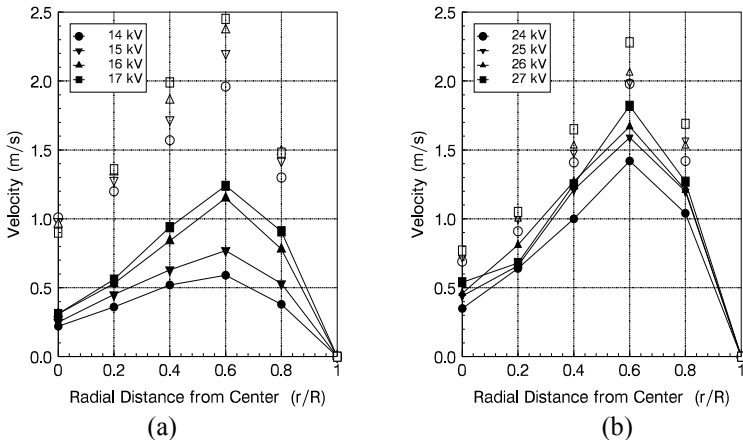 2.5
2.0
1.5
1.0
0.5
0.0
Velocity (m/s)
14 kV
15 kV
16 kV
17 kV
0 0.2 0.4 0.6 0.8 1
Radial Distance from Center (r/R)
(a)
2.5
2.0
1.5
1.0
0.5
0.0
Velocity (m/s)
24 kV
25 kV
26 kV
27 kV
0 0.2 0.4 0.6 0.8 1
Radial Distance from Center (r/R)
(b)